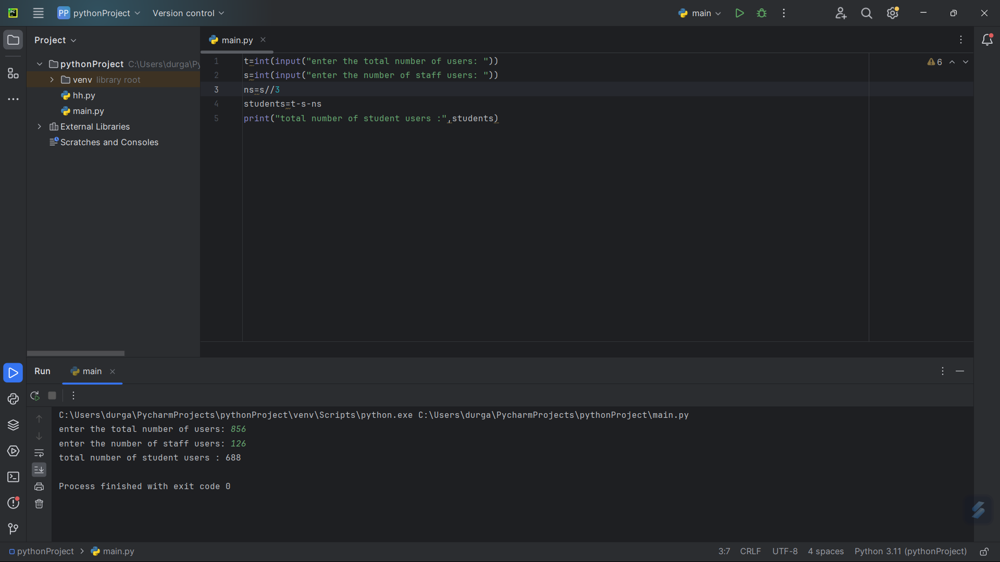 PC
PP pythonProject Version control main
Project
main.py
pythonProject C:\Users\durga\Py
venv library root
hh.py
main.py
External Libraries
Scratches and Consoles
1 t=int(input("enter the total number of users: "))
2 s=int(input("enter the number of staff users: "))
3 ns=s//3
4 students=t-s-ns
5 print("total number of student users :",students)
6
Run main
C:\Users\durga\PycharmProjects\pythonProject\venv\Scripts\python.exe C:\Users\durga\PycharmProjects\pythonProject\main.py
enter the total number of users: 856
enter the number of staff users: 126
total number of student users : 688
Process finished with exit code 0
pythonProject main.py
3:7 CRLF UTF-8 4 spaces Python 3.11 (pythonProject)